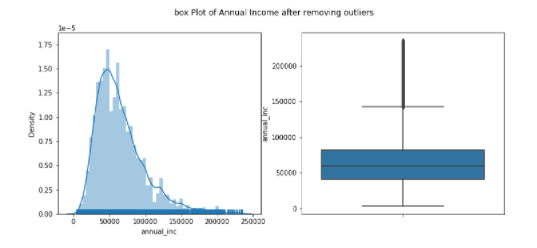 box Plot of Annual Income after removing outliers
1e−5
1.75
1.50
1.25
1.00
0.75
0.50
0.25
0.00
Density
0 50000 100000 150000 200000 250000
annual_inc
200000
150000
100000
50000
0
annual_inc